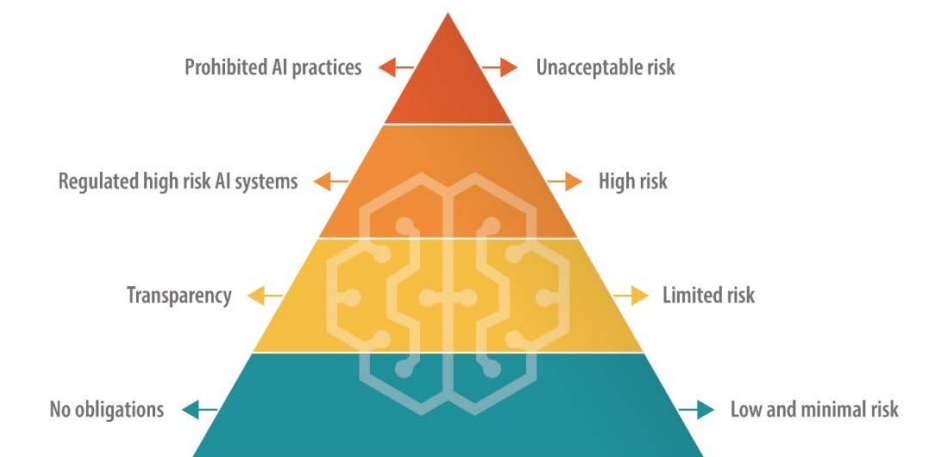 Prohibited AI practices
Unacceptable risk
Regulated high risk AI systems
High risk
Transparency
Limited risk
No obligations
Low and minimal risk